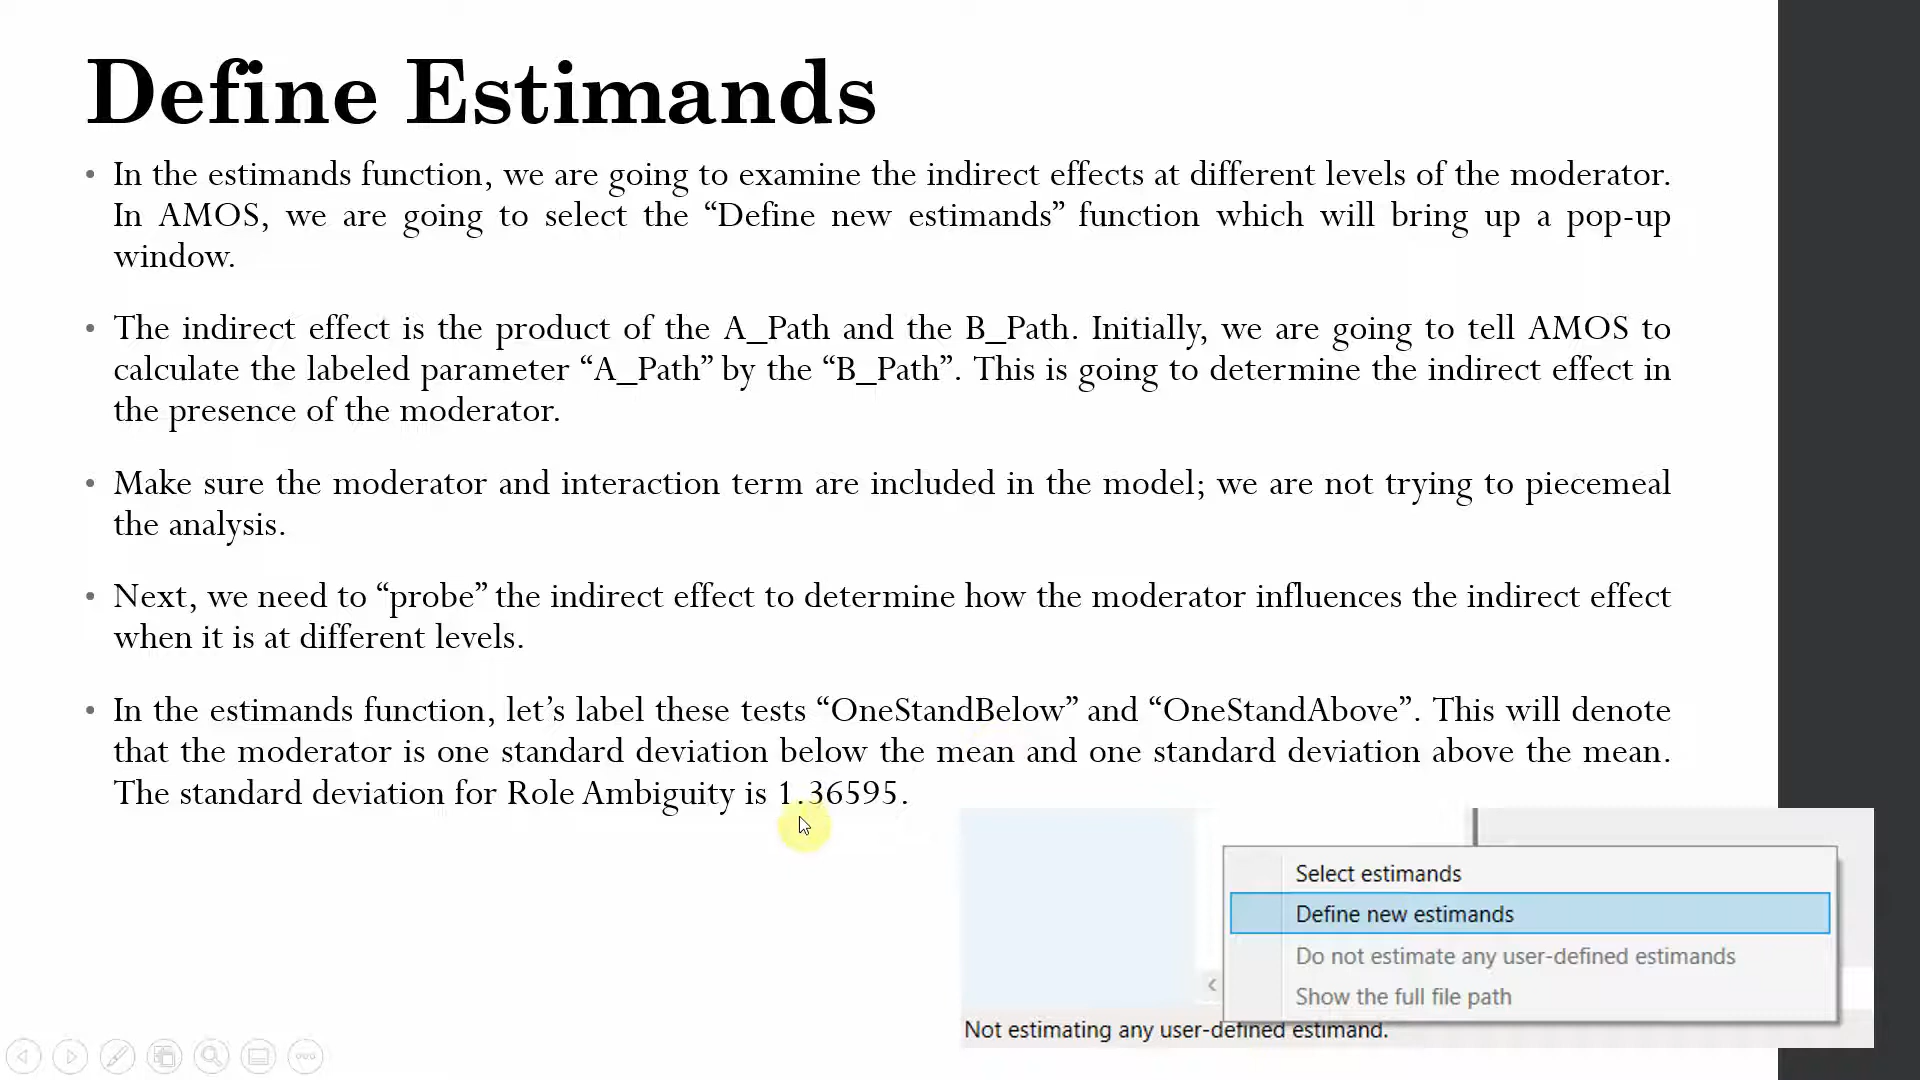 Define Estimands
• In the estimands function, we are going to examine the indirect effects at different levels of the moderator.
In AMOS, we are going to select the “Define new estimands” function which will bring up a pop-up
window.
• The indirect effect is the product of the A_Path and the B_Path. Initially, we are going to tell AMOS to
calculate the labeled parameter “A_Path” by the “B_Path”. This is going to determine the indirect effect in
the presence of the moderator.
• Make sure the moderator and interaction term are included in the model; we are not trying to piecemeal
the analysis.
• Next, we need to “probe” the indirect effect to determine how the moderator influences the indirect effect
when it is at different levels.
• In the estimands function, let’s label these tests “OneStandBelow” and “OneStandAbove”. This will denote
that the moderator is one standard deviation below the mean and one standard deviation above the mean.
The standard deviation for Role Ambiguity is 1.36595.
Select estimands
Define new estimands
Do not estimate any user-defined estimands
Show the full file path
Not estimating any user-defined estimand.